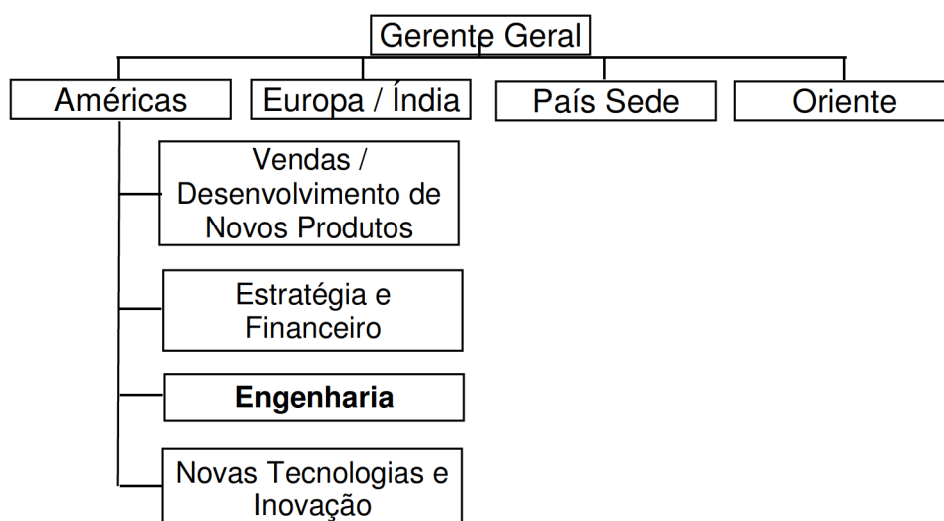 Gerente Geral
Américas
Europa / Índia
País Sede
Oriente
Vendas /
Desenvolvimento de
Novos Produtos
Estratégia e
Financeiro
Engenharia
Novas Tecnologias e
Inovação